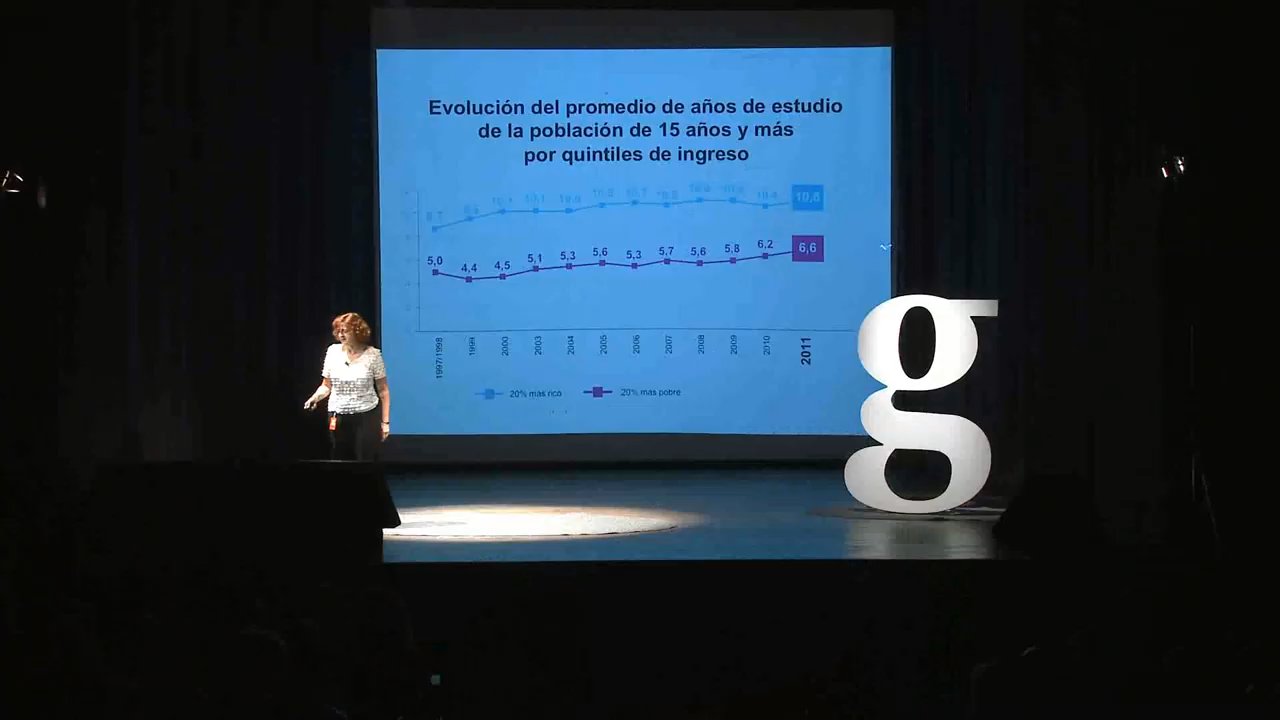 Evolución del promedio de años de estudio
de la población de 15 años y más
por quintiles de ingreso
10,6
5,0 4,4 4,5 5,1 5,3 5,6 5,3 5,7 5,6 5,8 6,2 6,6
1997/1998 1999 2000 2003 2004 2005 2006 2007 2008 2009 2010 2011
20% mas rico 20% mas pobre
g